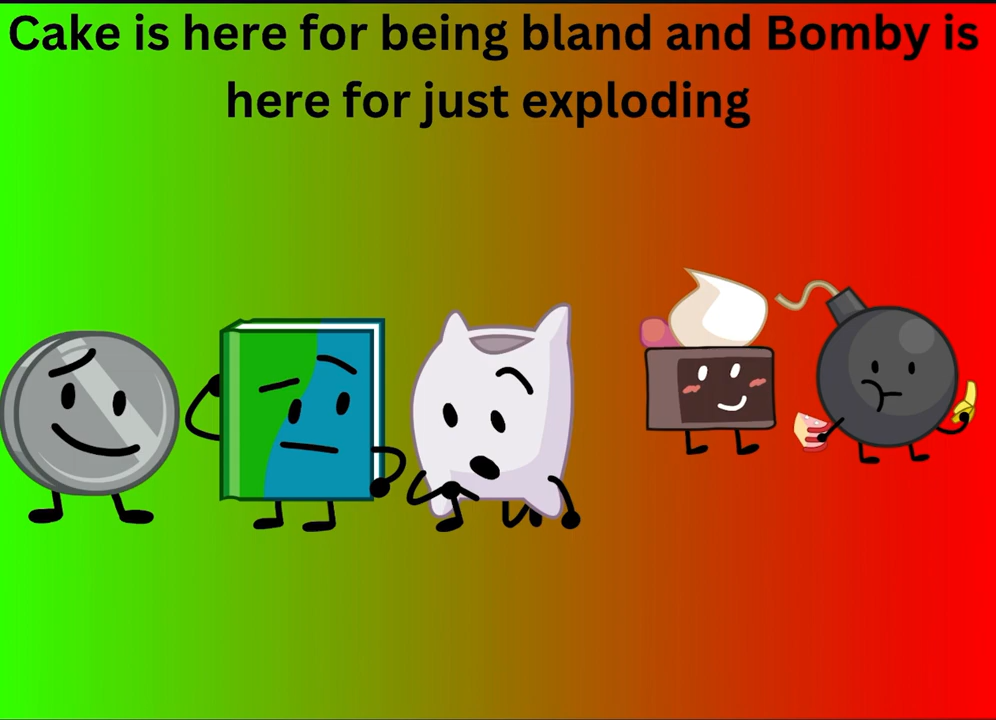 Cake is here for being bland and Bomby is
here for just exploding